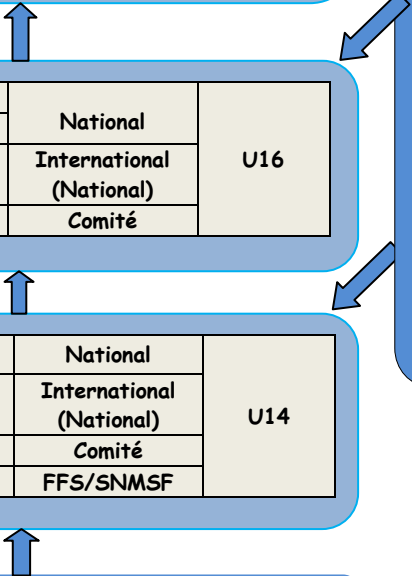 National
International
(National)
U16
Comité
National
International
(National)
U14
Comité
FFS/SNMSF